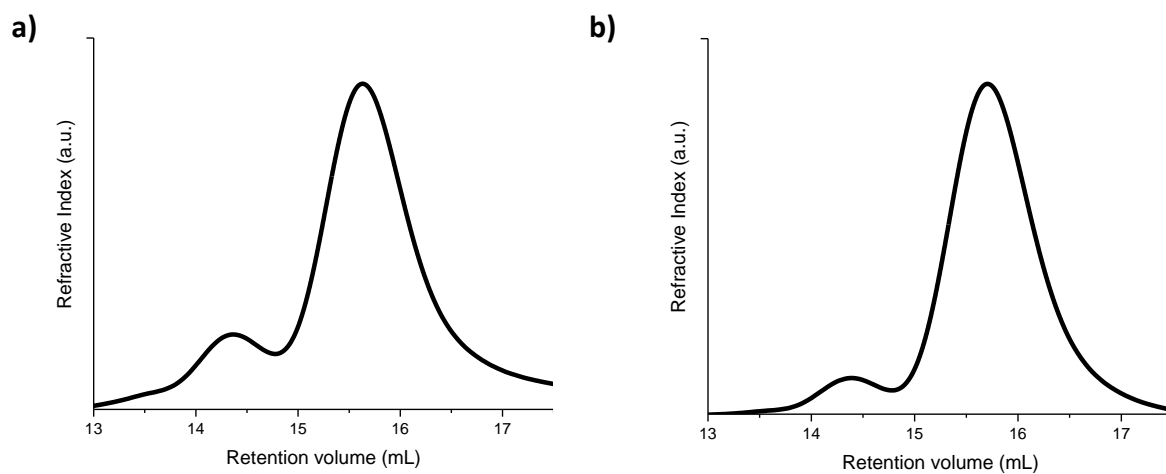 a)
Refractive Index (a.u.)
13 14 15 16 17
Retention volume (mL)
b)
Refractive Index (a.u.)
13 14 15 16 17
Retention volume (mL)